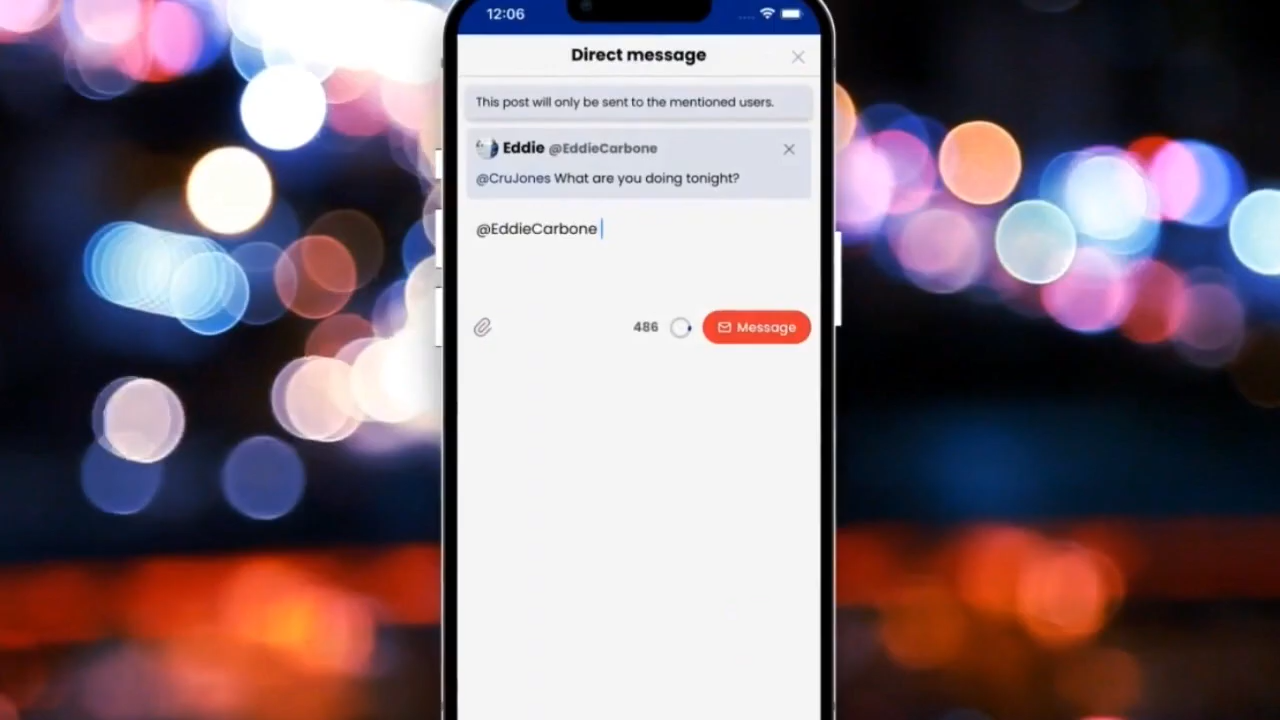 12:06
Direct message
This post will only be sent to the mentioned users.
Eddie @EddieCarbone
@CruJones What are you doing tonight?
@EddieCarbone
486 Message